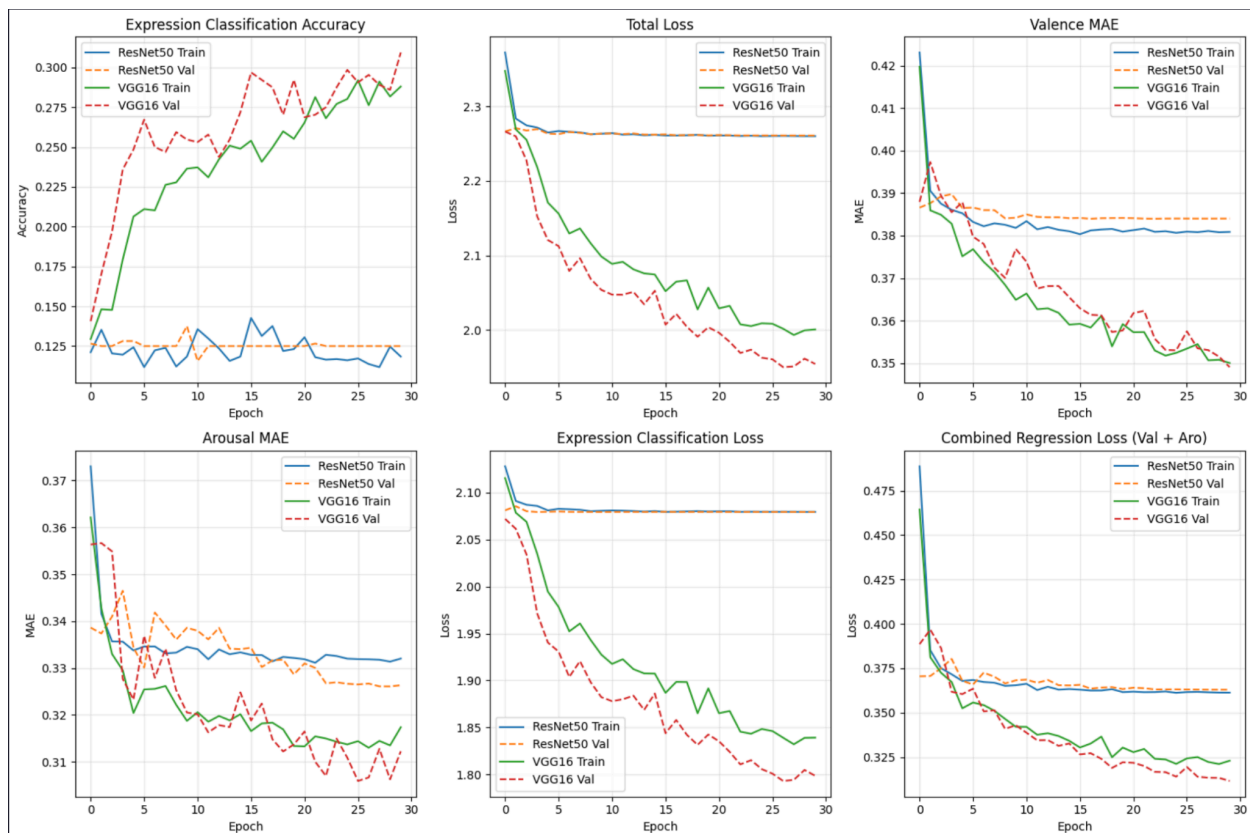 Expression Classification Accuracy
ResNet50 Train
ResNet50 Val
VGG16 Train
VGG16 Val
0.300
0.275
0.250
0.225
0.200
0.175
0.150
0.125
Accuracy
0 5 10 15 20 25 30
Epoch
Total Loss
ResNet50 Train
ResNet50 Val
VGG16 Train
VGG16 Val
2.3
2.2
2.1
2.0
Loss
0 5 10 15 20 25 30
Epoch
Valence MAE
ResNet50 Train
ResNet50 Val
VGG16 Train
VGG16 Val
0.42
0.41
0.40
0.39
0.38
0.37
0.36
0.35
MAE
0 5 10 15 20 25 30
Epoch
Arousal MAE
ResNet50 Train
ResNet50 Val
VGG16 Train
VGG16 Val
0.37
0.36
0.35
0.34
0.33
0.32
0.31
MAE
0 5 10 15 20 25 30
Epoch
Expression Classification Loss
2.10
2.05
2.00
1.95
1.90
1.85
1.80
Loss
ResNet50 Train
ResNet50 Val
VGG16 Train
VGG16 Val
0 5 10 15 20 25 30
Epoch
Combined Regression Loss (Val + Aro)
ResNet50 Train
ResNet50 Val
VGG16 Train
VGG16 Val
0.475
0.450
0.425
0.400
0.375
0.350
0.325
Loss
0 5 10 15 20 25 30
Epoch